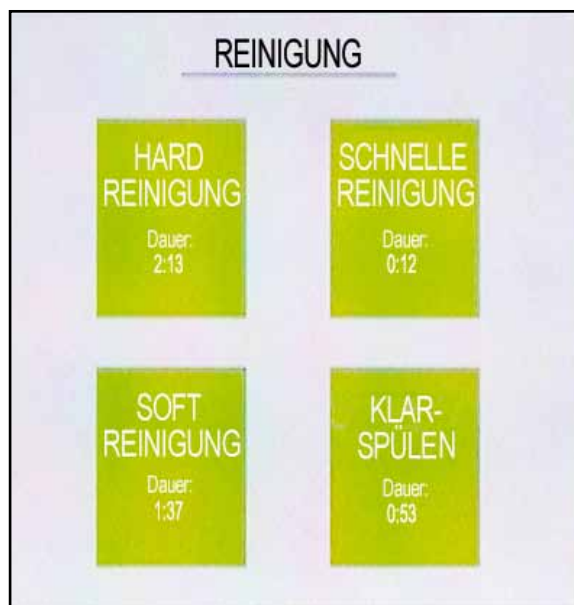 REINIGUNG
HARD
REINIGUNG
Dauer:
2:13
SCHNELLE
REINIGUNG
Dauer:
0:12
SOFT
REINIGUNG
Dauer:
1:37
KLAR-
SPÜLEN
Dauer:
0:53